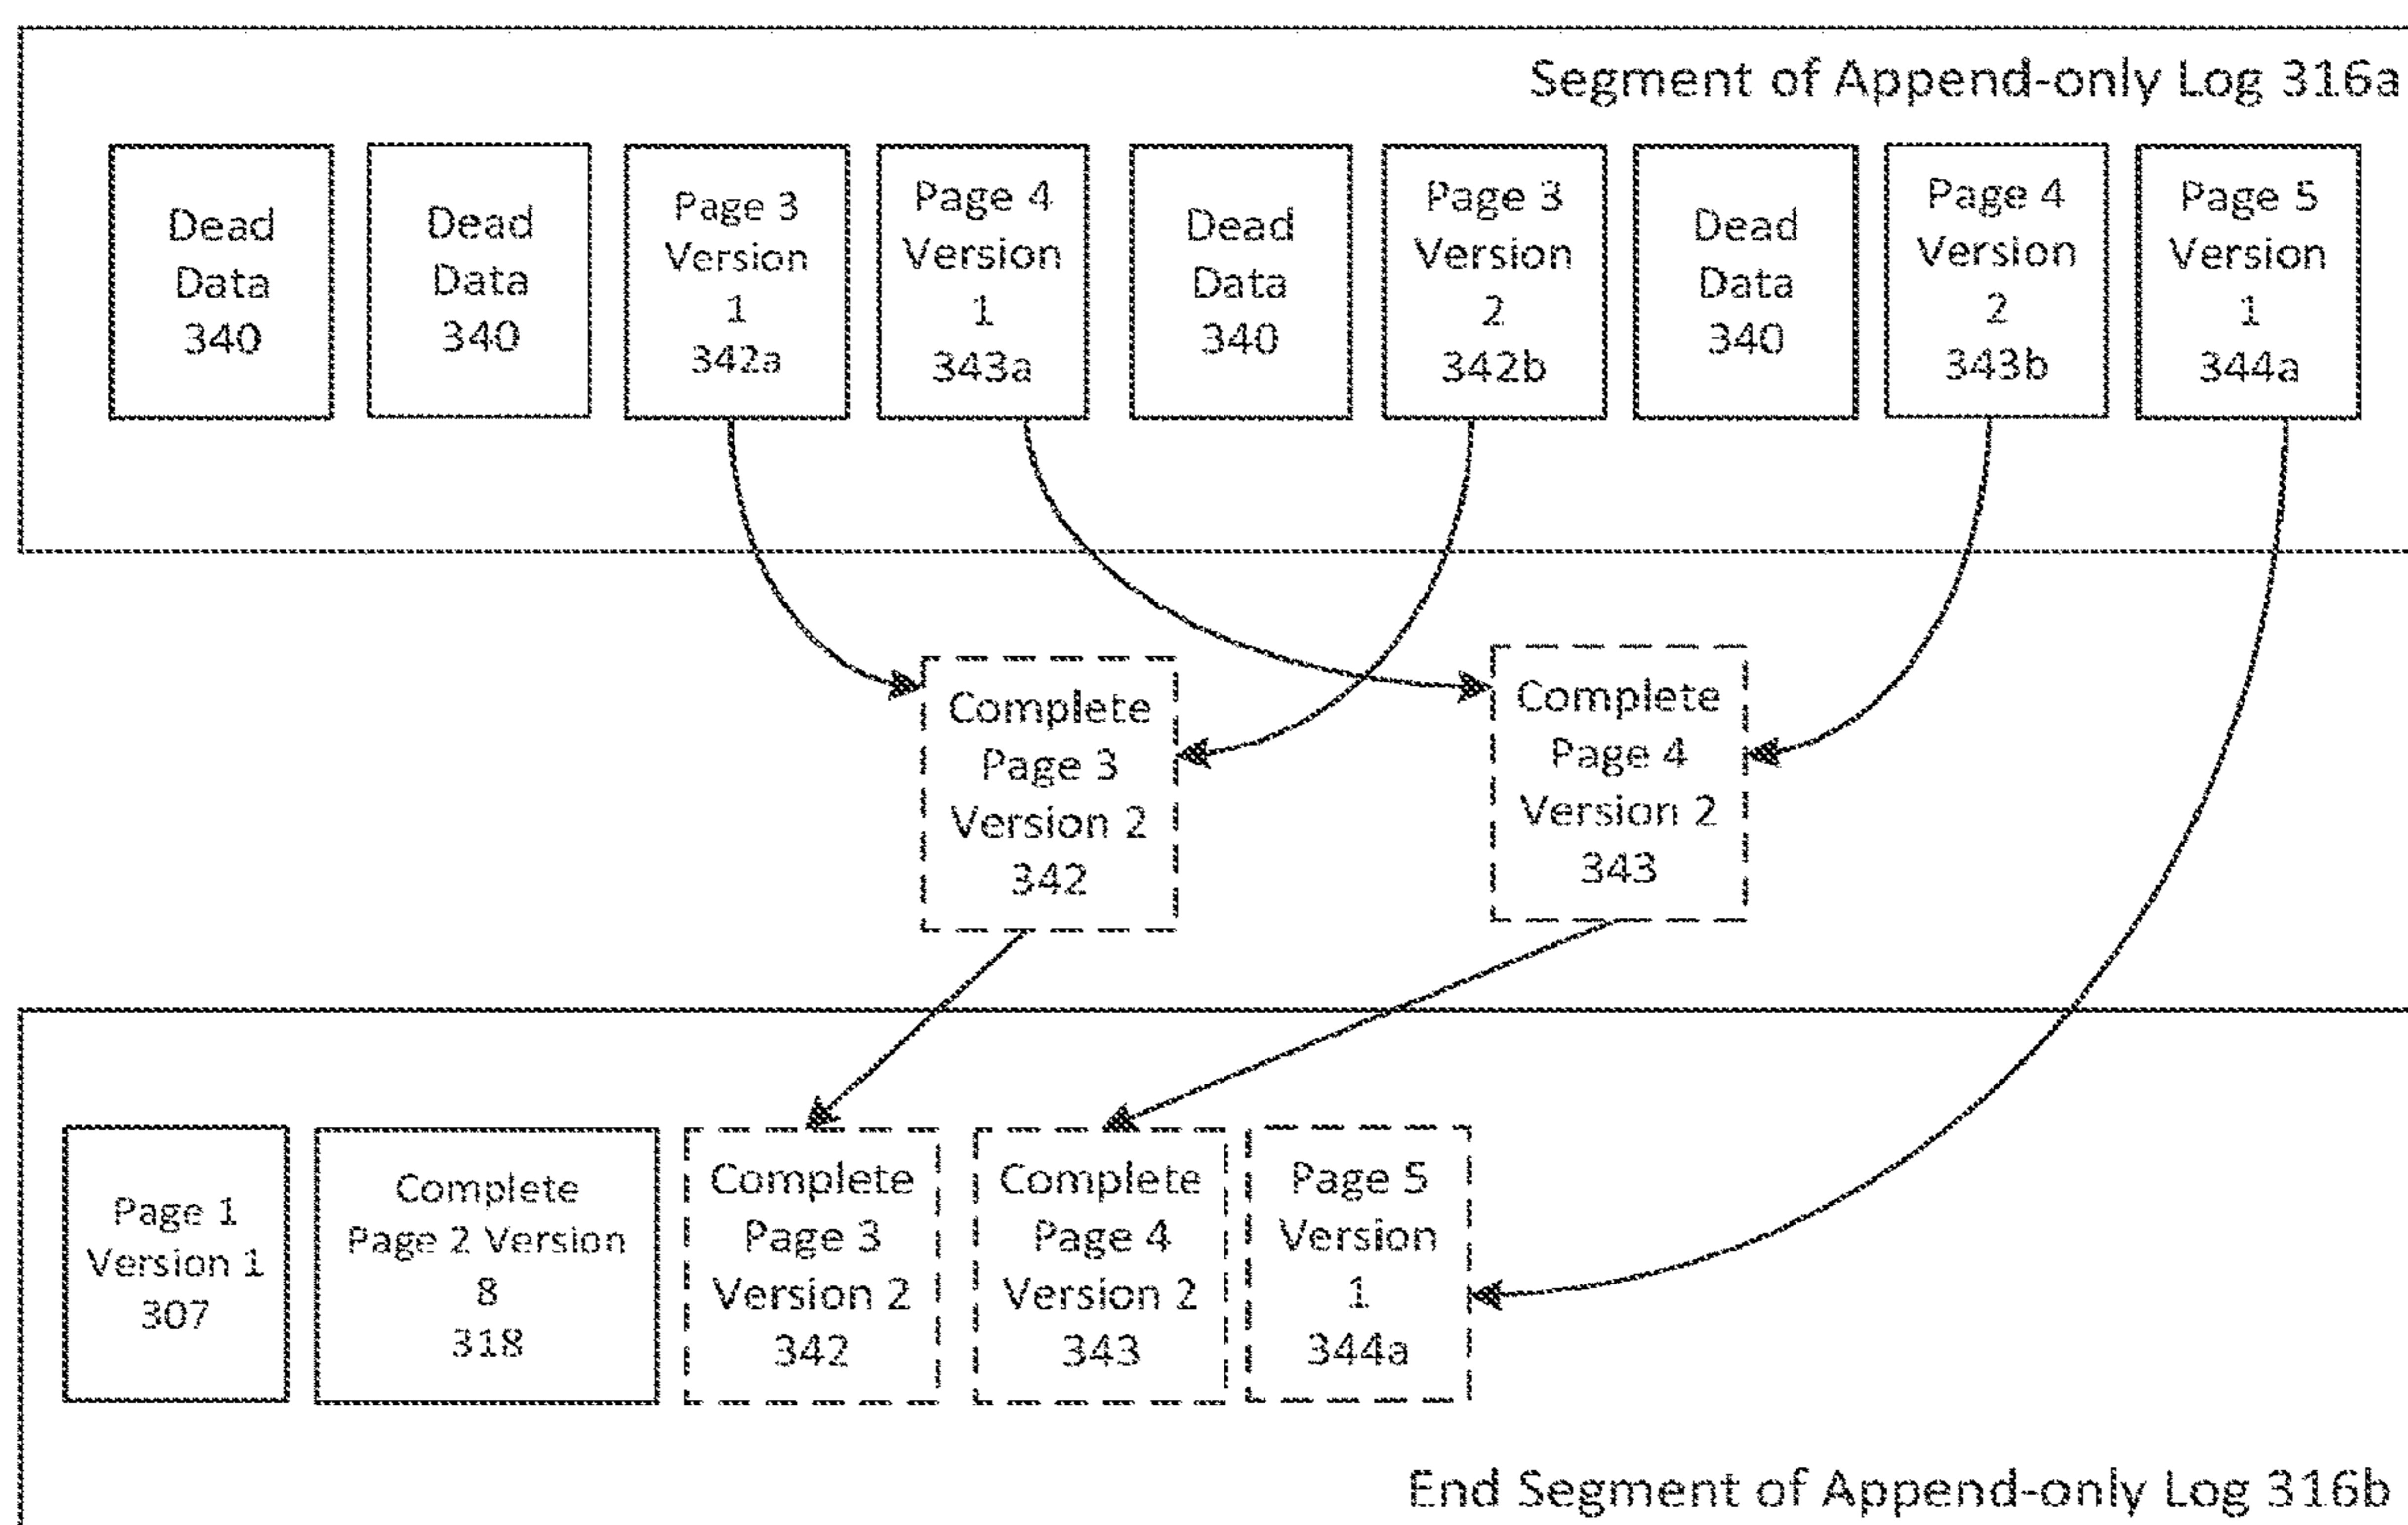 Segment of Append-only Log 316a
Dead
Data
340
Dead
Data
340
Page 3
Version
1
342a
Page 4
Version
1
343a
Dead
Data
340
Page 3
Version
2
342b
Dead
Data
340
Page 4
Version
2
343b
Page 5
Version
1
344a
Complete
Page 3
Version 2
342
Complete
Page 4
Version 2
343
Page 1
Version 1
307
Complete
Page 2 Version
8
318
Complete
Page 3
Version 2
342
Complete
Page 4
Version 2
343
Page 5
Version
1
344a
End Segment of Append-only Log 316b